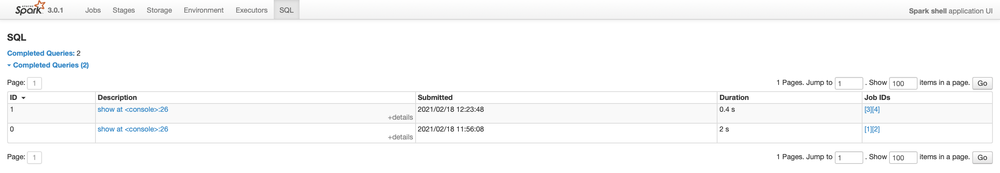 APACHE Spark 3.0.1 Jobs Stages Storage Environment Executors SQL Spark shell application UI
SQL
Completed Queries: 2
Completed Queries (2)
Page: 1 1 Pages. Jump to 1 . Show 100 items in a page. Go
ID Description Submitted Duration Job IDs
1 show at <console>:26 2021/02/18 12:23:48 0.4 s [3][4]
+details
0 show at <console>:26 2021/02/18 11:56:08 2 s [1][2]
+details
Page: 1 1 Pages. Jump to 1 . Show 100 items in a page. Go